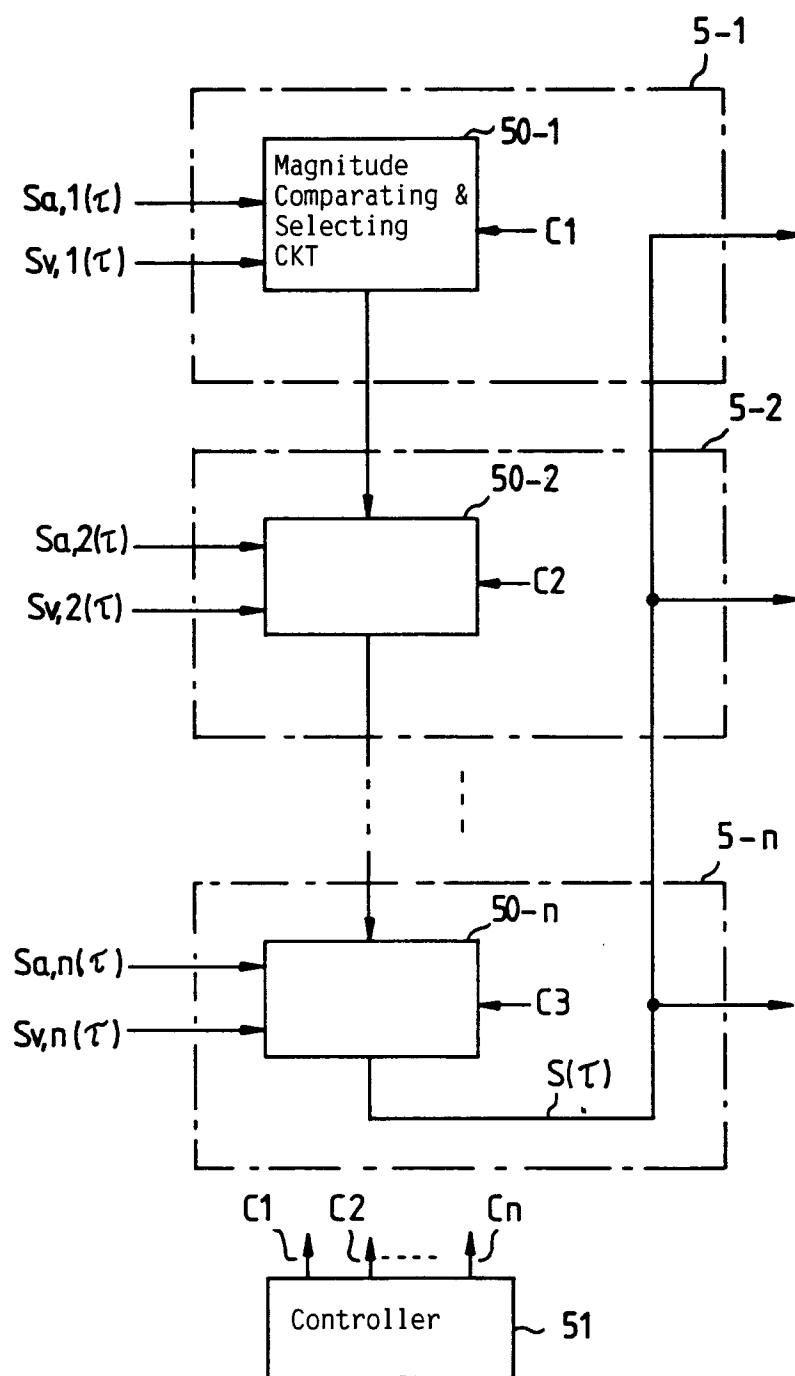 5-1
50-1
Magnitude
Comparating &
Selecting
CKT
Sa,1(τ)
Sv,1(τ)
C1
5-2
50-2
Sa,2(τ)
Sv,2(τ)
C2
5-n
50-n
Sa,n(τ)
Sv,n(τ)
C3
S(τ)
C1
C2
Cn
Controller
51